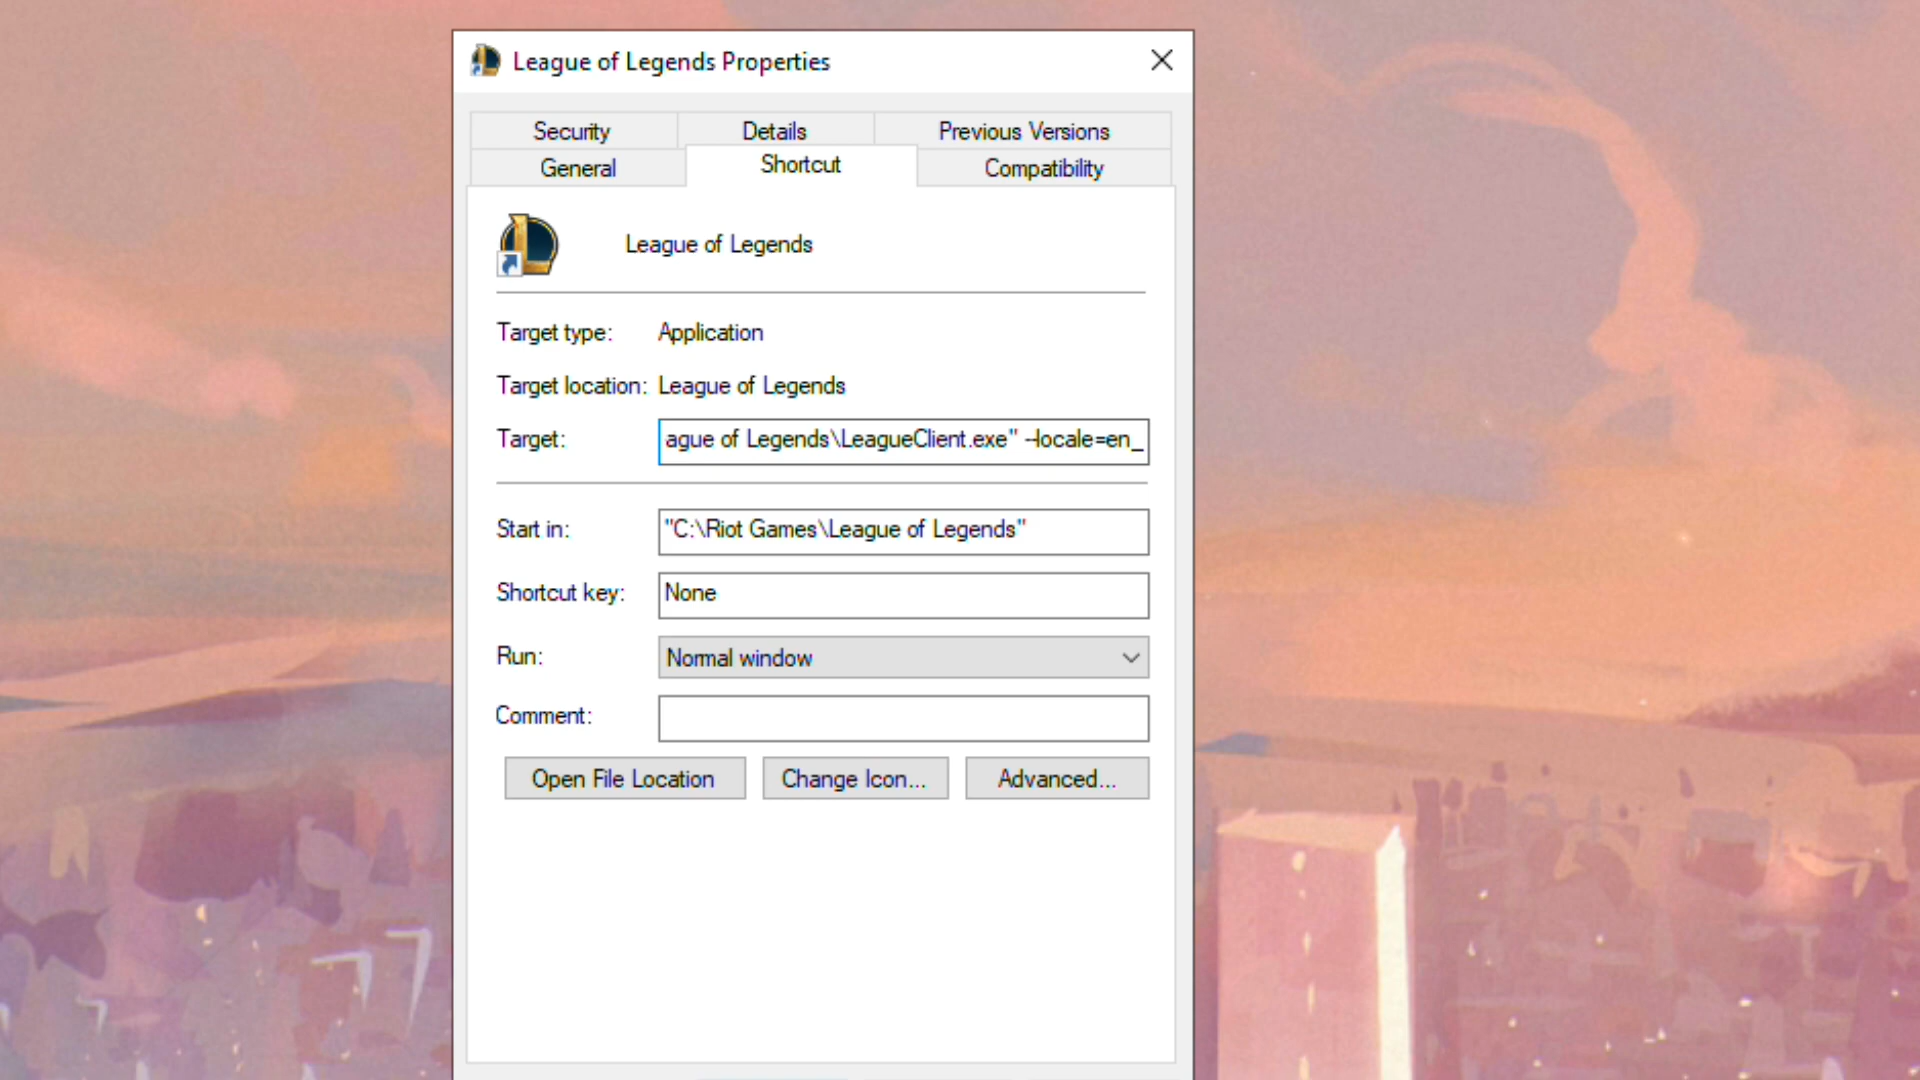 League of Legends Properties
Security Details Previous Versions
General Shortcut Compatibility
League of Legends
Target type: Application
Target location: League of Legends
Target: ague of Legends\LeagueClient.exe" --locale=en_
Start in: "C:\Riot Games\League of Legends"
Shortcut key: None
Run: Normal window
Comment:
Open File Location Change Icon... Advanced...